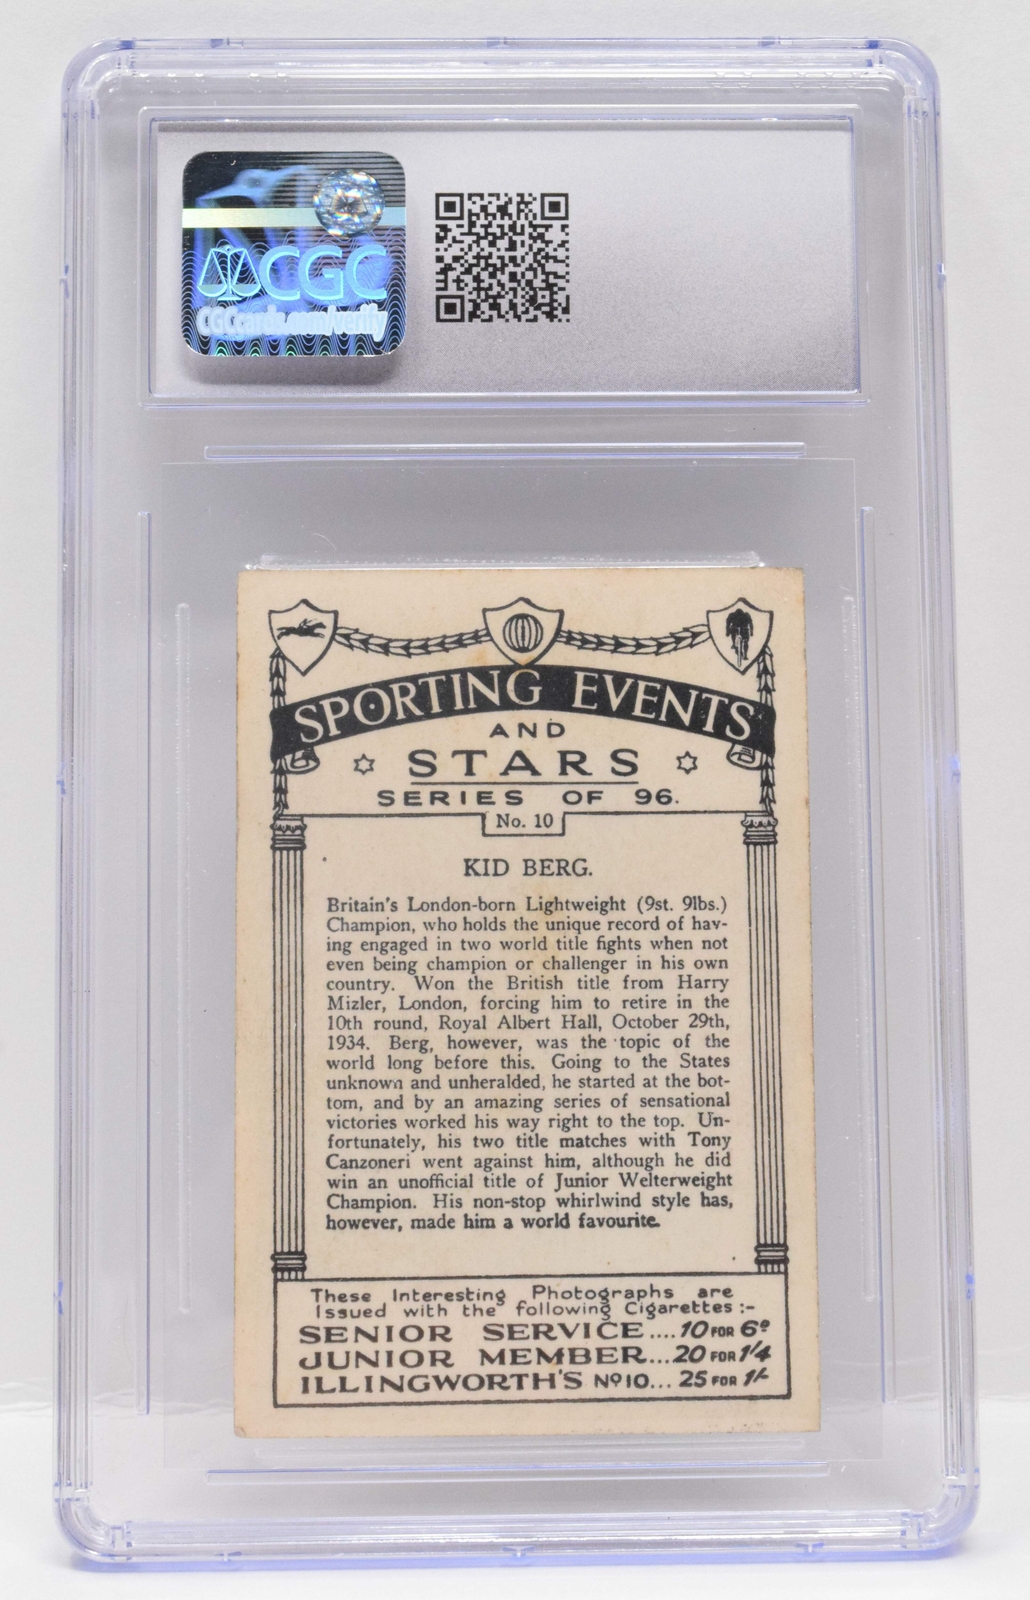 CGC
CGCcards.com/verify
SPORTING EVENTS
AND
STARS
SERIES OF 96.
No. 10
KID BERG.
Britain's London-born Lightweight (9st. 9lbs.)
Champion, who holds the unique record of hav-
ing engaged in two world title fights when not
even being champion or challenger in his own
country. Won the British title from Harry
Mizler, London, forcing him to retire in the
10th round, Royal Albert Hall, October 29th,
1934. Berg, however, was the topic of the
world long before this. Going to the States
unknown and unheralded, he started at the bot-
tom, and by an amazing series of sensational
victories worked his way right to the top. Un-
fortunately, his two title matches with Tony
Canzoneri went against him, although he did
win an unofficial title of Junior Welterweight
Champion. His non-stop whirlwind style has,
however, made him a world favourite.
These Interesting Photographs are
Issued with the following Cigarettes :-
SENIOR SERVICE.... 10 FOR 6ᴰ
JUNIOR MEMBER... 20 FOR 1/4
ILLINGWORTH'S Nº 10... 25 FOR 1/-